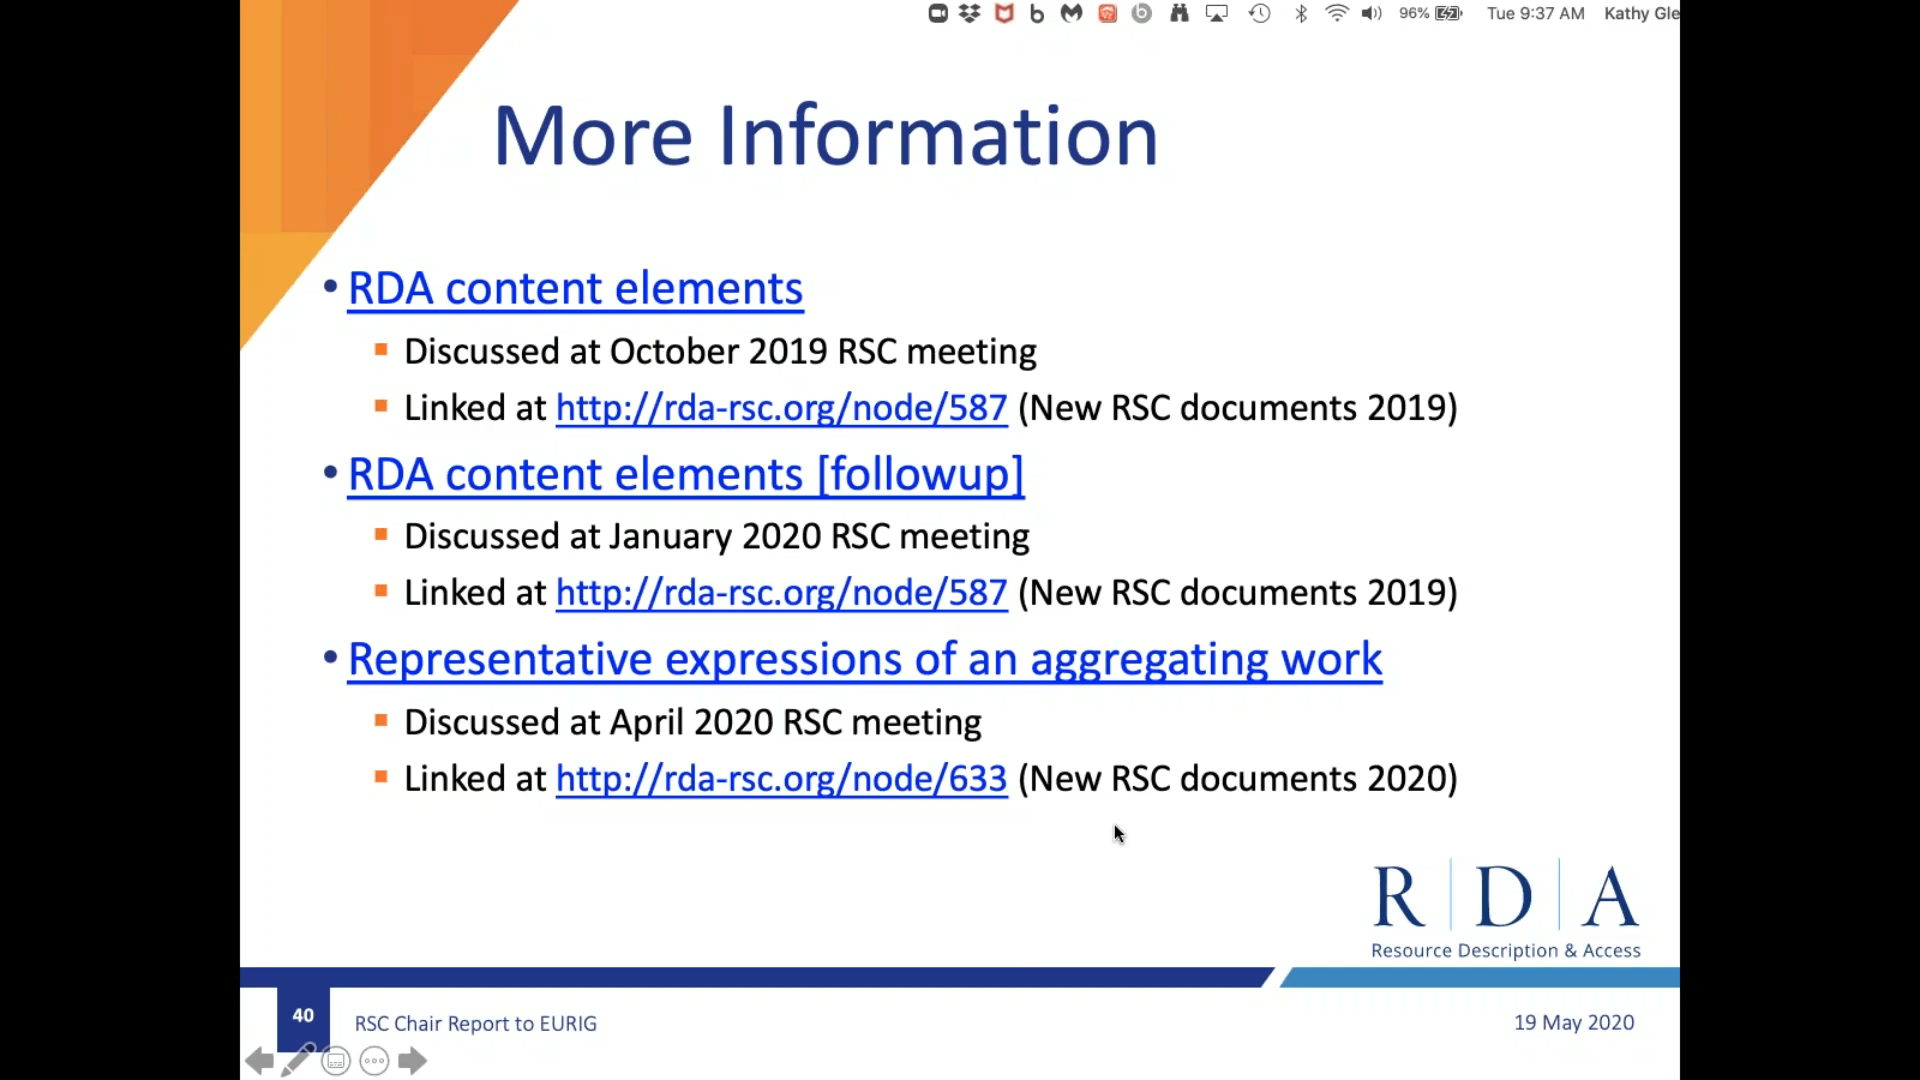 96% Tue 9:37 AM Kathy Gle
More Information
• RDA content elements
▪ Discussed at October 2019 RSC meeting
▪ Linked at http://rda-rsc.org/node/587 (New RSC documents 2019)
• RDA content elements [followup]
▪ Discussed at January 2020 RSC meeting
▪ Linked at http://rda-rsc.org/node/587 (New RSC documents 2019)
• Representative expressions of an aggregating work
▪ Discussed at April 2020 RSC meeting
▪ Linked at http://rda-rsc.org/node/633 (New RSC documents 2020)
R|D|A
Resource Description & Access
40
RSC Chair Report to EURIG
19 May 2020